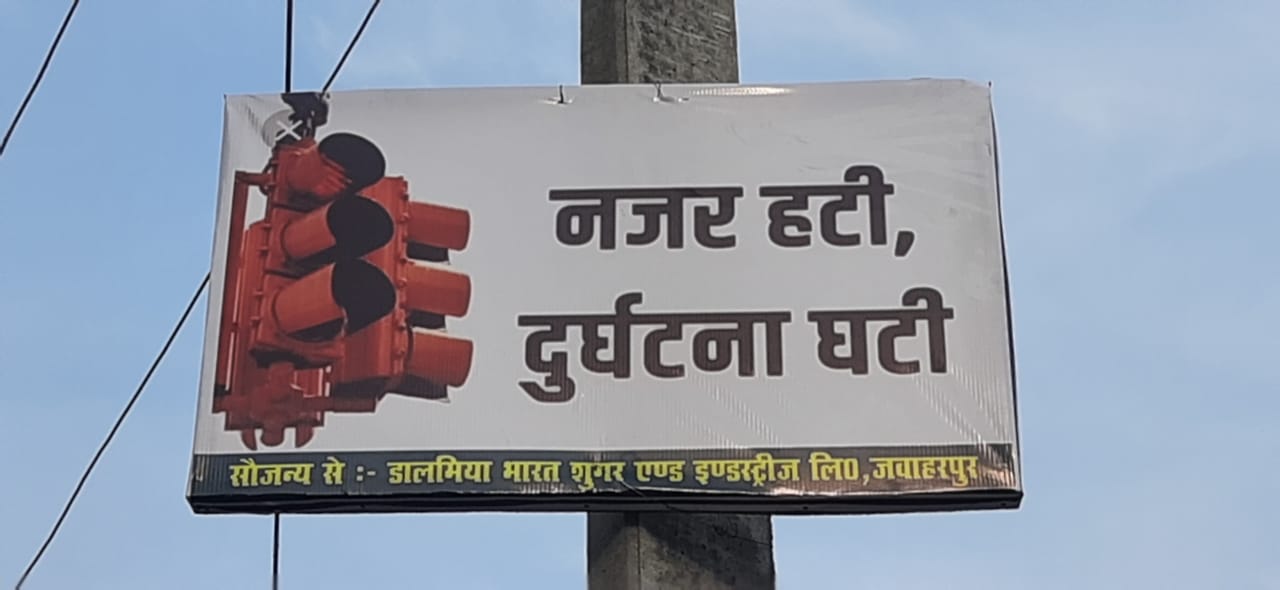 नजर हटी,
दुर्घटना घटी
सौजन्य से :- डालमिया भारत शुगर एण्ड इण्डस्ट्रीज लि0,जवाहरपुर